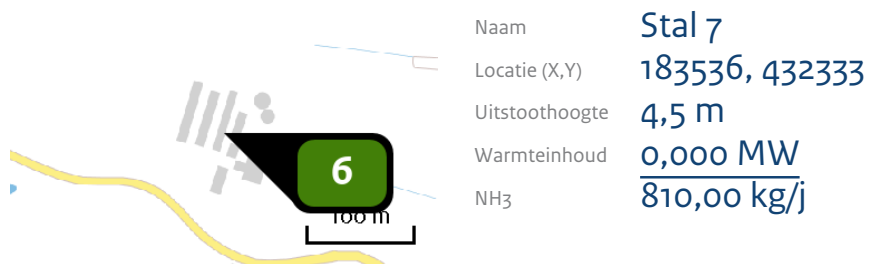 6
100 m
Naam Stal 7
Locatie (X,Y) 183536, 432333
Uitstoothoogte 4,5 m
Warmteinhoud 0,000 MW
NH3 810,00 kg/j